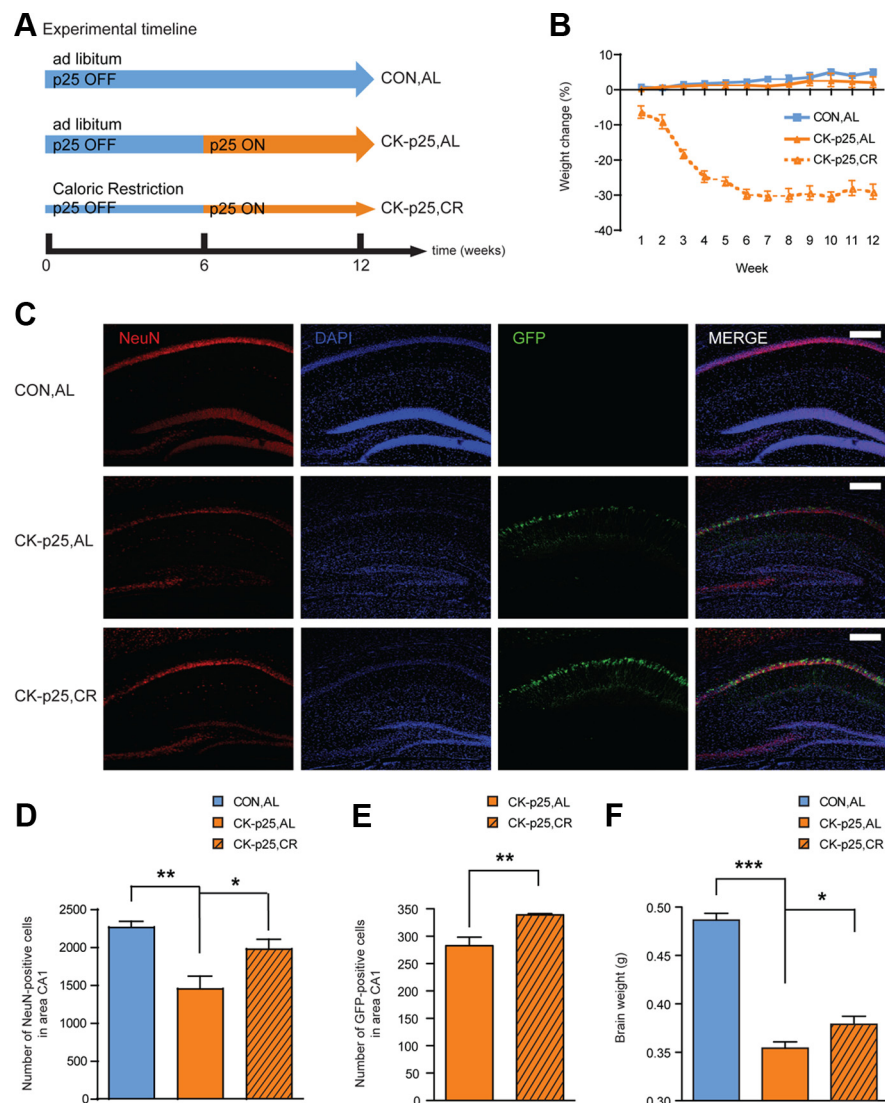 A Experimental timeline
ad libitum
p25 OFF
CON,AL
ad libitum
p25 OFF
p25 ON
CK-p25,AL
Caloric Restriction
p25 OFF
p25 ON
CK-p25,CR
time (weeks)
0
6
12
B
Weight change (%)
10
0
-10
-20
-30
-40
CON,AL
CK-p25,AL
CK-p25,CR
1 2 3 4 5 6 7 8 9 10 11 12
Week
C
NeuN
DAPI
GFP
MERGE
CON,AL
CK-p25,AL
CK-p25,CR
D
CON,AL
CK-p25,AL
CK-p25,CR
**
*
Number of NeuN-positive cells
in area CA1
2500
2000
1500
1000
500
0
E
CK-p25,AL
CK-p25,CR
**
Number of GFP-positive cells
in area CA1
350
300
250
200
150
100
50
0
F
CON,AL
CK-p25,AL
CK-p25,CR
***
*
Brain weight (g)
0.50
0.45
0.40
0.35
0.30